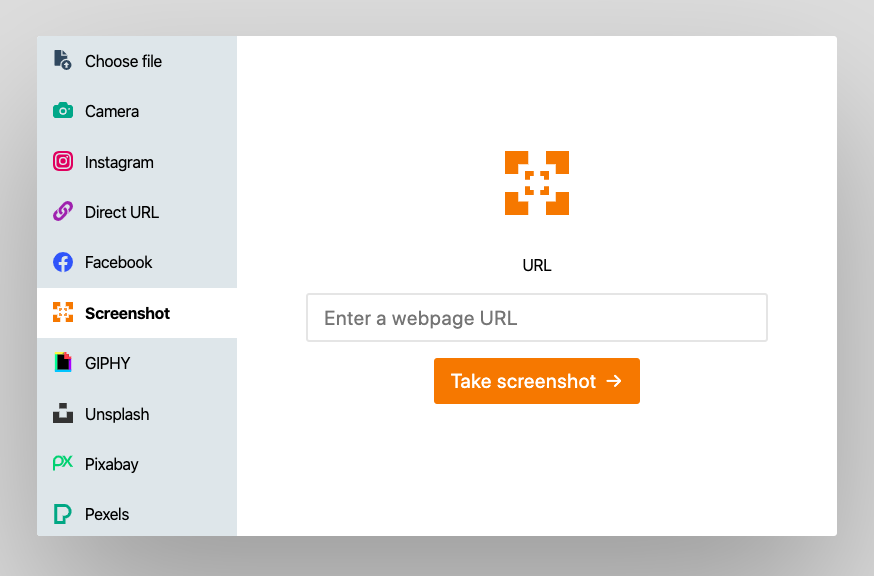 Choose file
Camera
Instagram
Direct URL
Facebook
Screenshot
GIPHY
Unsplash
Pixabay
Pexels
URL
Enter a webpage URL
Take screenshot →